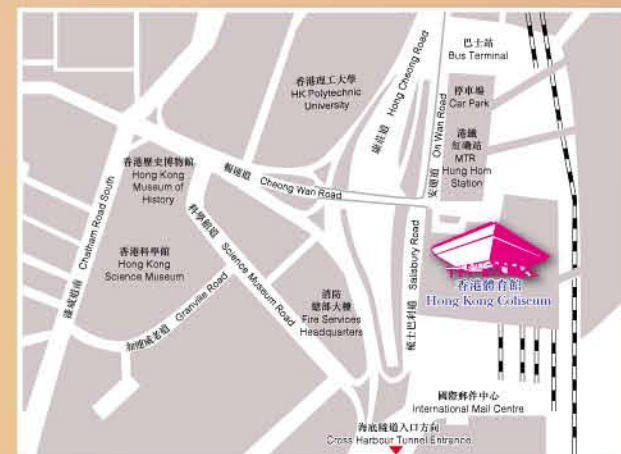 巴士站
Bus Terminal
香港理工大學
HK Polytechnic
University
康莊道 Hong Cheong Road
停車場
Car Park
安運道 On Wan Road
港鐵
紅磡站
MTR
Hung Hom
Station
香港歷史博物館
Hong Kong
Museum of
History
暢運道 Cheong Wan Road
漆咸道南 Chatham Road South
科學館道 Science Museum Road
香港科學館
Hong Kong
Science Museum
梳士巴利道 Salisbury Road
香港體育館
Hong Kong Coliseum
加連威老道 Granville Road
消防
總部大樓
Fire Services
Headquarters
國際郵件中心
International Mail Centre
海底隧道入口方向
Cross Harbour Tunnel Entrance